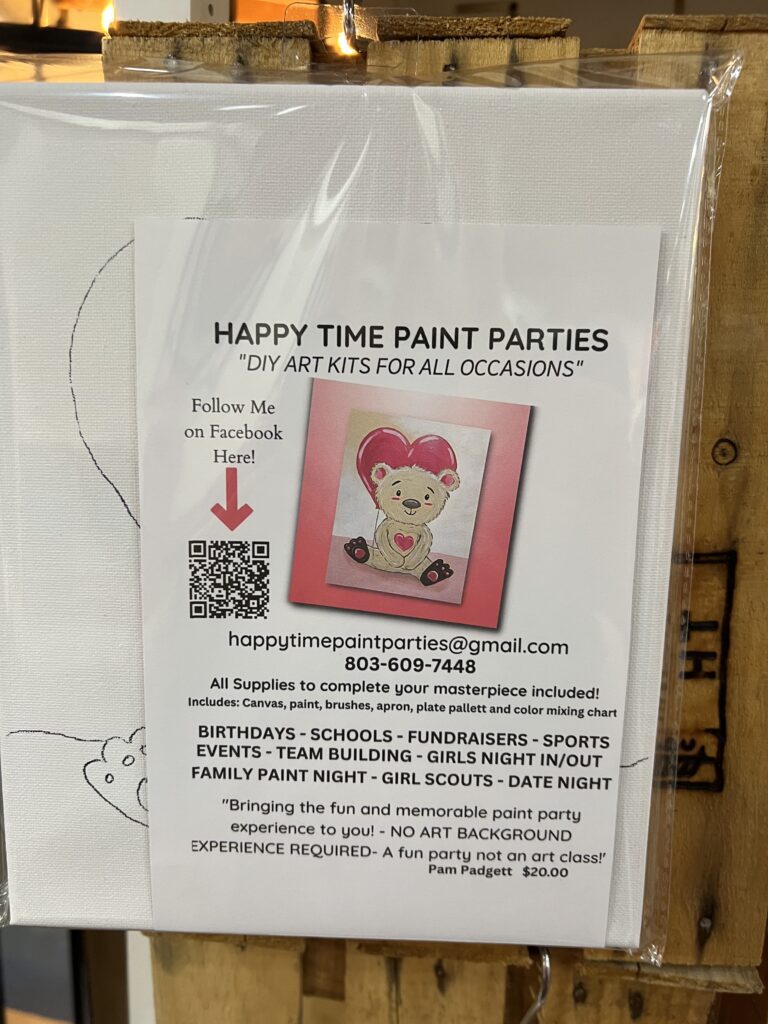 HAPPY TIME PAINT PARTIES
"DIY ART KITS FOR ALL OCCASIONS"
Follow Me
on Facebook
Here!
happytimepaintparties@gmail.com
803-609-7448
All Supplies to complete your masterpiece included!
Includes: Canvas, paint, brushes, apron, plate pallett and color mixing chart
BIRTHDAYS - SCHOOLS - FUNDRAISERS - SPORTS
EVENTS - TEAM BUILDING - GIRLS NIGHT IN/OUT
FAMILY PAINT NIGHT - GIRL SCOUTS - DATE NIGHT
"Bringing the fun and memorable paint party
experience to you! - NO ART BACKGROUND
EXPERIENCE REQUIRED- A fun party not an art class!'
Pam Padgett $20.00